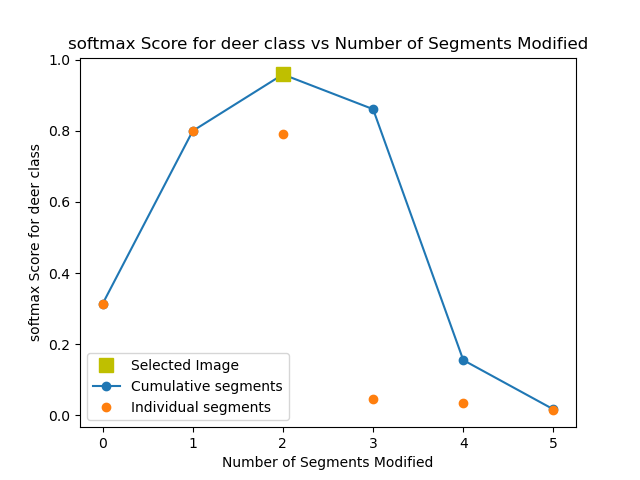 softmax Score for deer class vs Number of Segments Modified
softmax Score for deer class
1.0
0.8
0.6
0.4
0.2
0.0
Selected Image
Cumulative segments
Individual segments
0 1 2 3 4 5
Number of Segments Modified